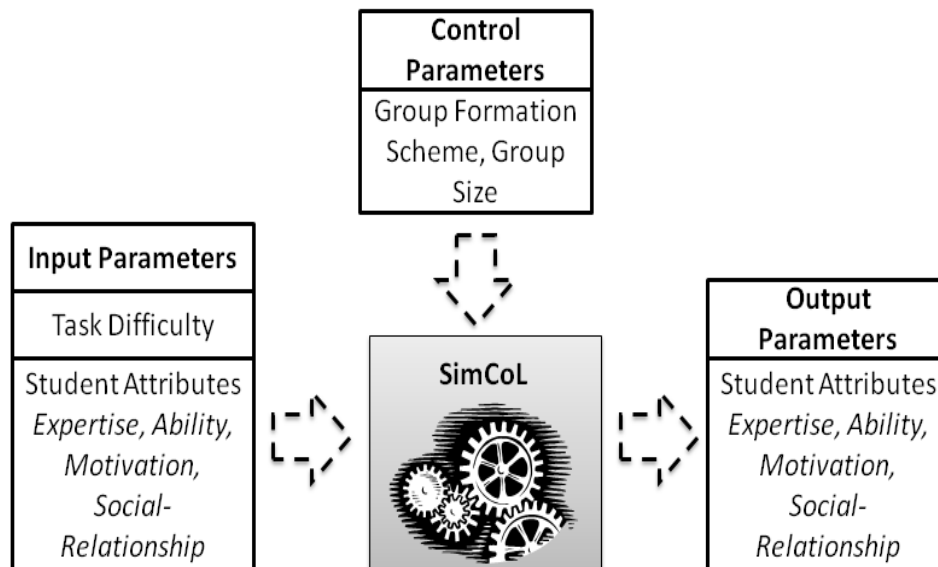 Control
Parameters
Group Formation
Scheme, Group
Size
Input Parameters
Task Difficulty
Student Attributes
Expertise, Ability,
Motivation,
Social-
Relationship
SimCoL
Output
Parameters
Student Attributes
Expertise, Ability,
Motivation,
Social-
Relationship